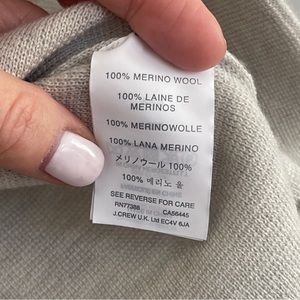 100% MERINO WOOL
100% LAINE DE
MERINOS
100% MERINOWOLLE
100% LANA MERINO
メリノウール 100%
100% 메리노 울
SEE REVERSE FOR CARE
RN77388 CA56445
J.CREW U.K. Ltd EC4V 6JA